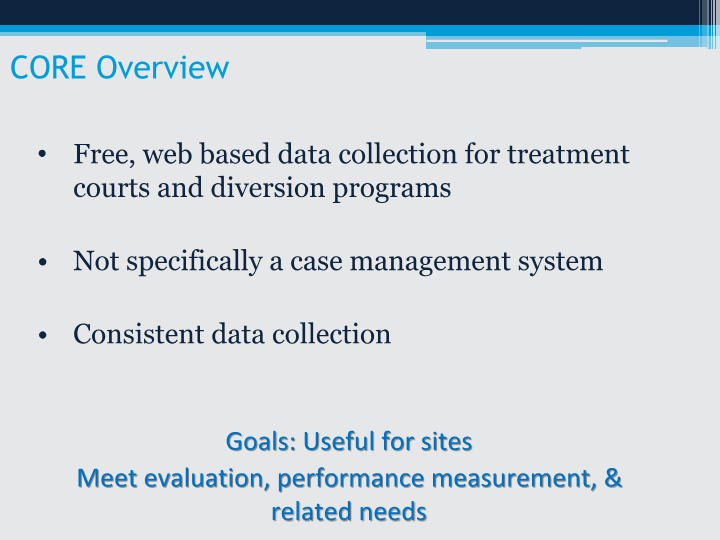 CORE Overview
• Free, web based data collection for treatment
courts and diversion programs
• Not specifically a case management system
• Consistent data collection
Goals: Useful for sites
Meet evaluation, performance measurement, &
related needs